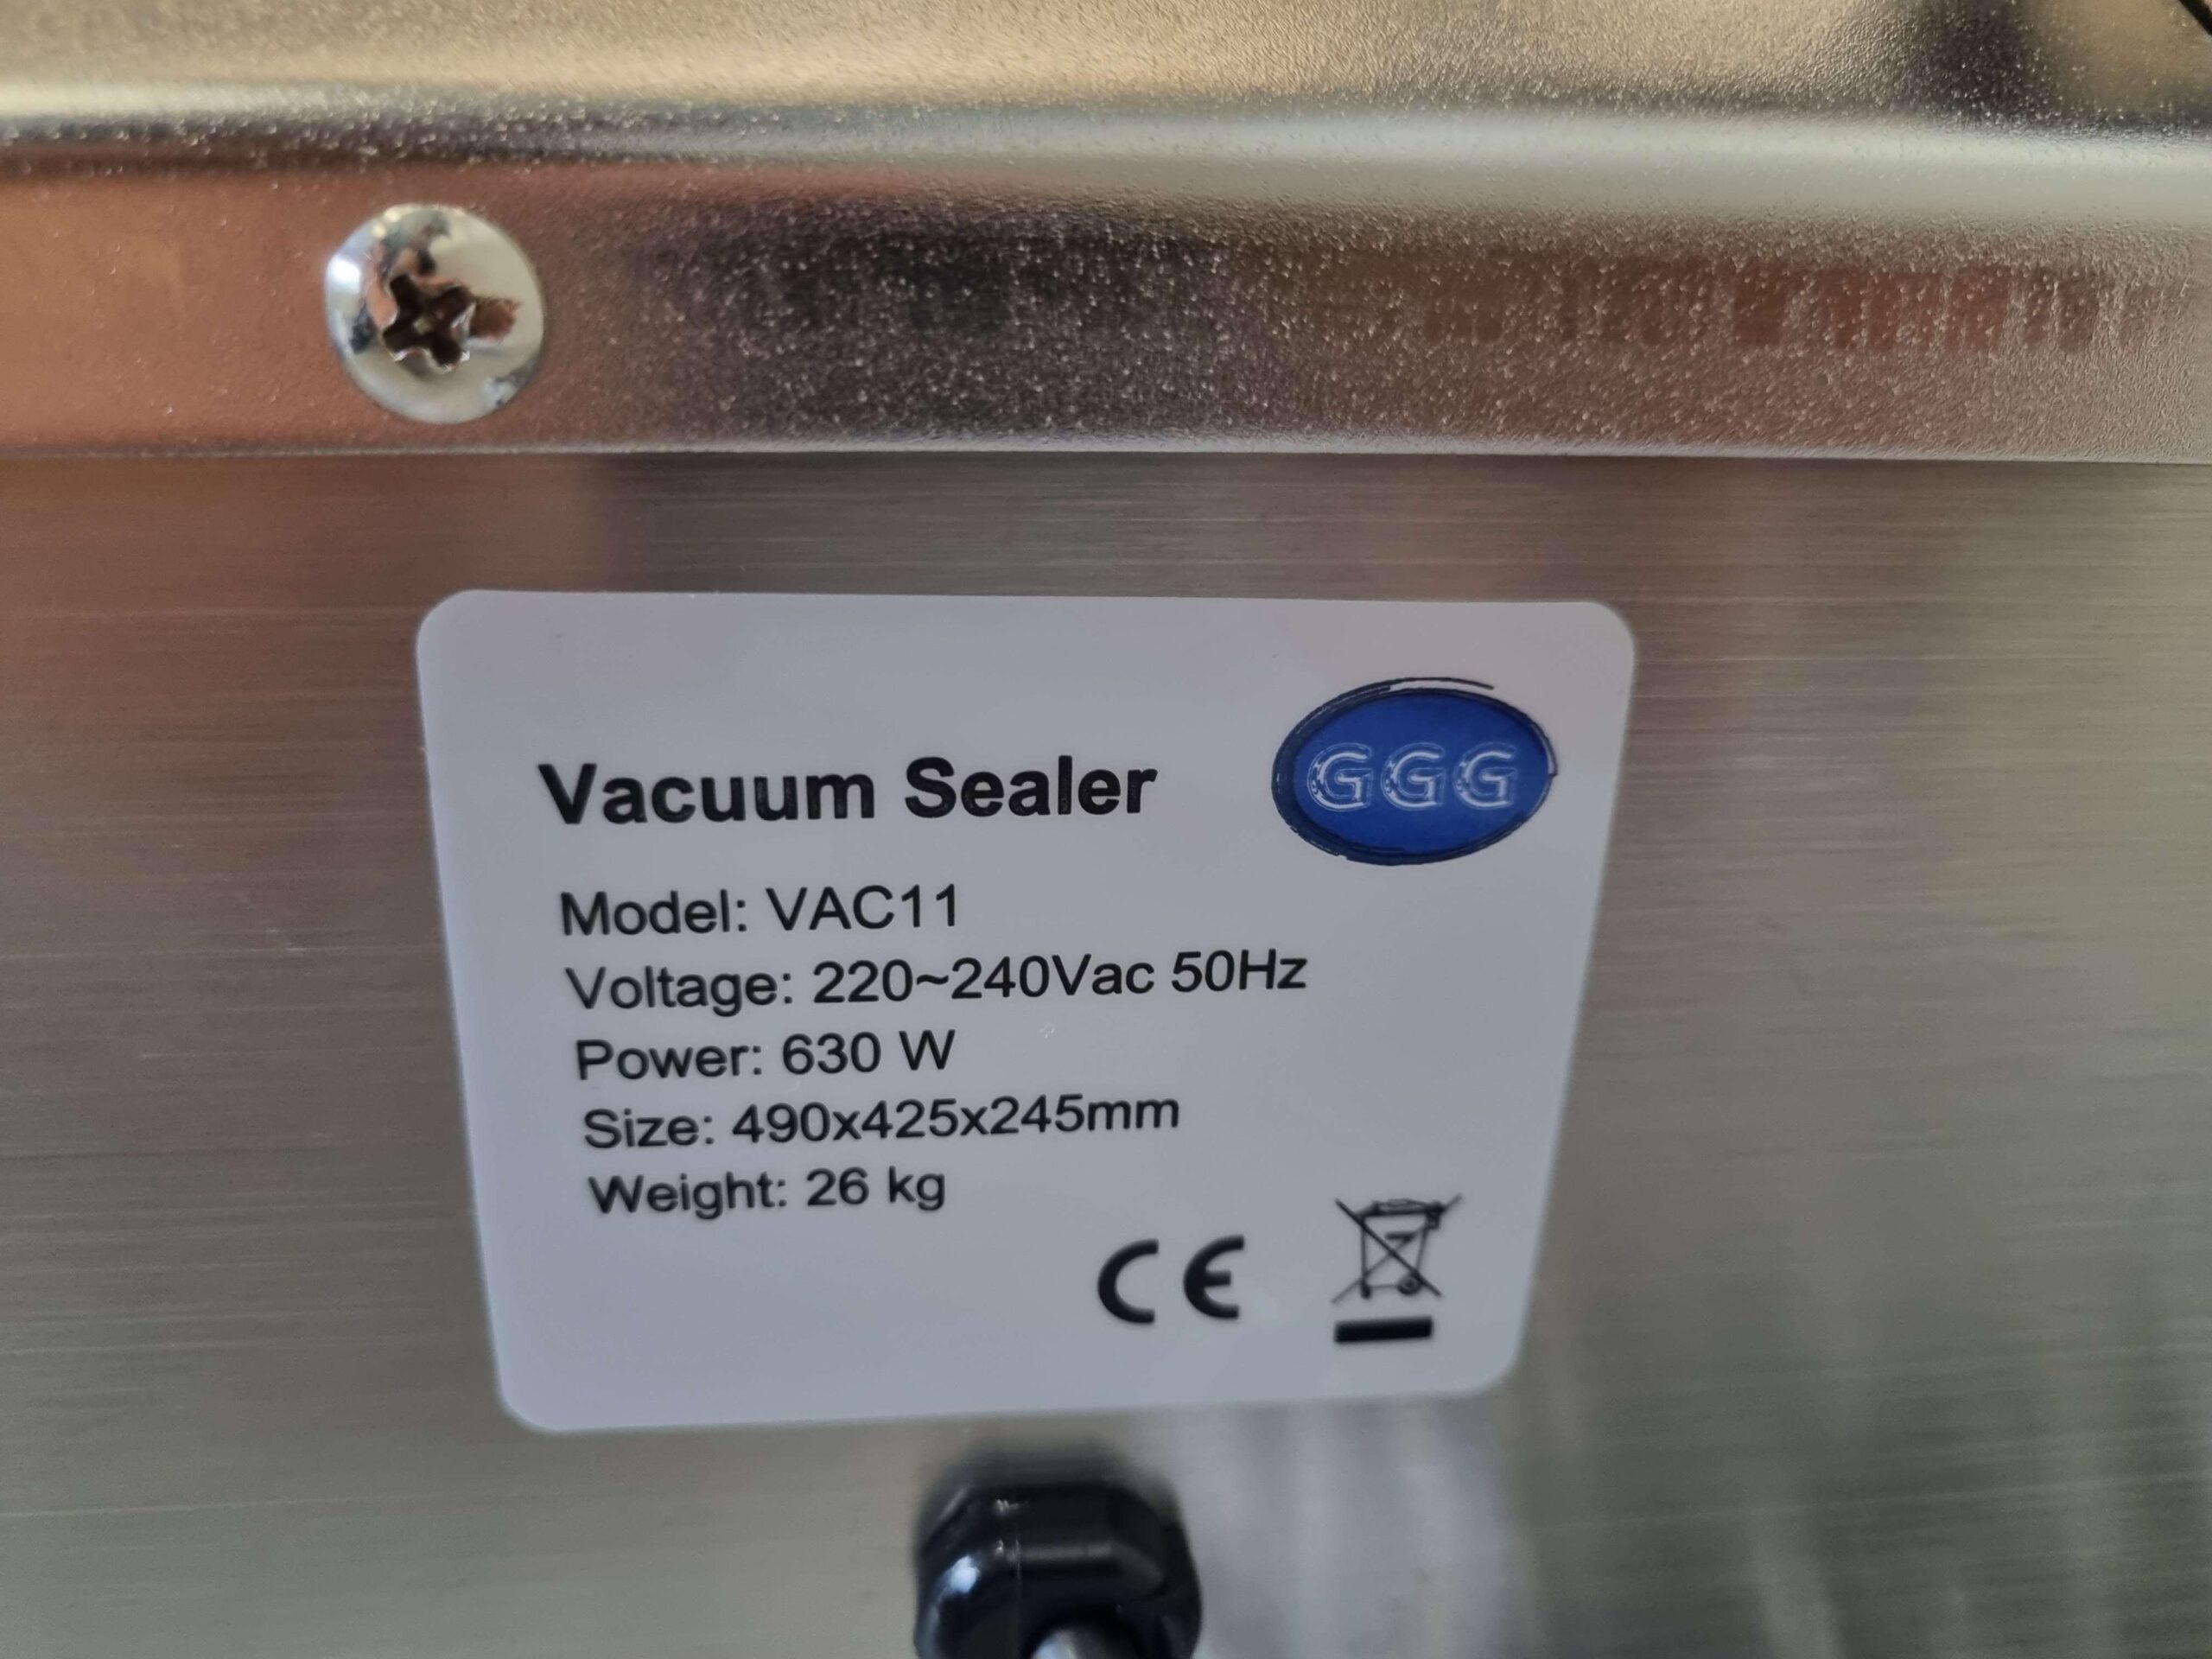 Vacuum Sealer
GGG
Model: VAC11
Voltage: 220~240Vac 50Hz
Power: 630 W
Size: 490x425x245mm
Weight: 26 kg
CE